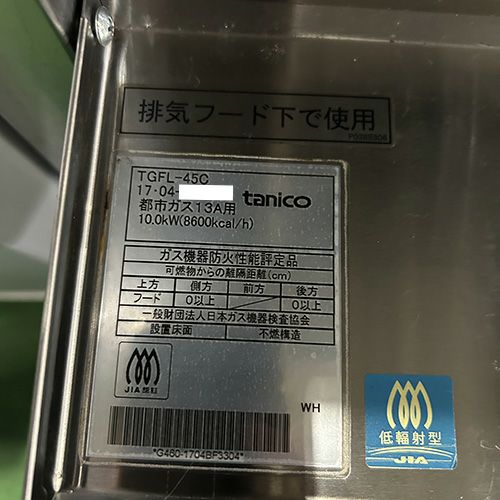 排気フード下で使用
TGFL-45C
17・04-
tanico
都市ガス13A用
10.0kW(8600kcal/h)
ガス機器防火性能評定品
可燃物からの離隔距離(cm)
上方 側方 前方 後方
フード 0以上 0以上
一般財団法人日本ガス機器検査協会
設置床面 不燃構造
JIA認証
WH
*G460-1704BF3304*
低輻射型
JIA